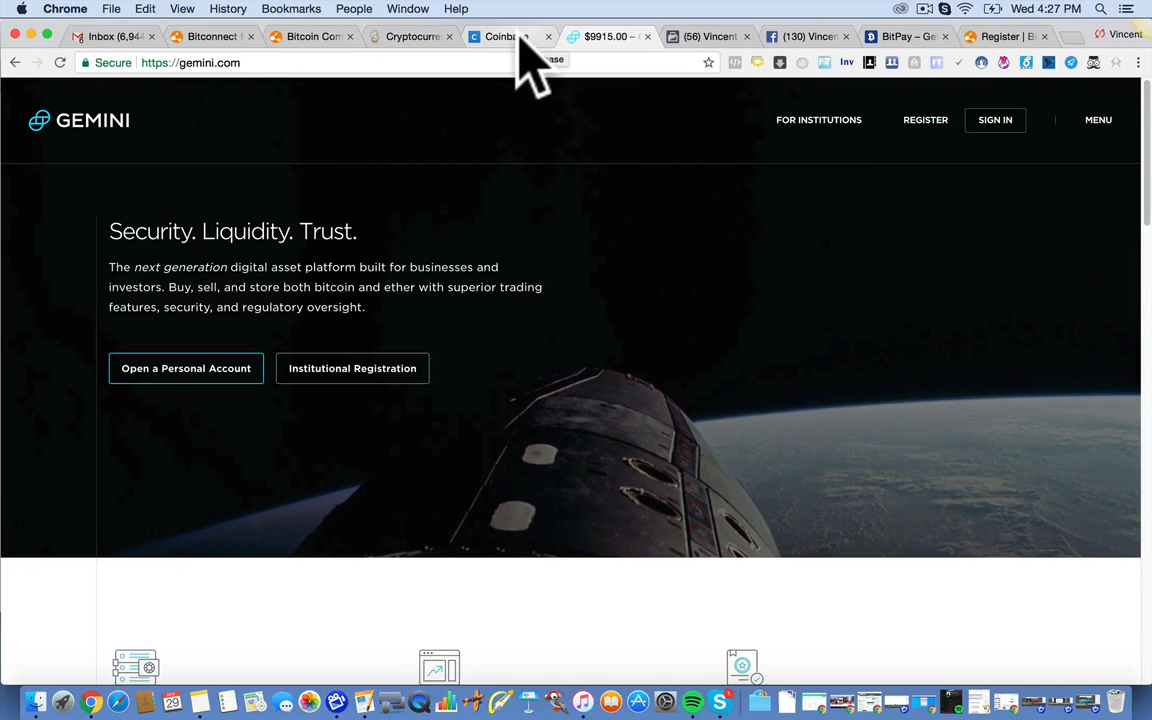 Chrome File Edit View History Bookmarks People Window Help Wed 4:27 PM
Inbox (6,944 Bitconnect Bitcoin Com Cryptocurre Coinba $9915.00 – (56) Vincent (130) Vincen BitPay – Ge Register | B Vincent
Secure https://gemini.com Inv
GEMINI FOR INSTITUTIONS REGISTER SIGN IN MENU
Security. Liquidity. Trust.
The next generation digital asset platform built for businesses and
investors. Buy, sell, and store both bitcoin and ether with superior trading
features, security, and regulatory oversight.
Open a Personal Account Institutional Registration
NOV
29